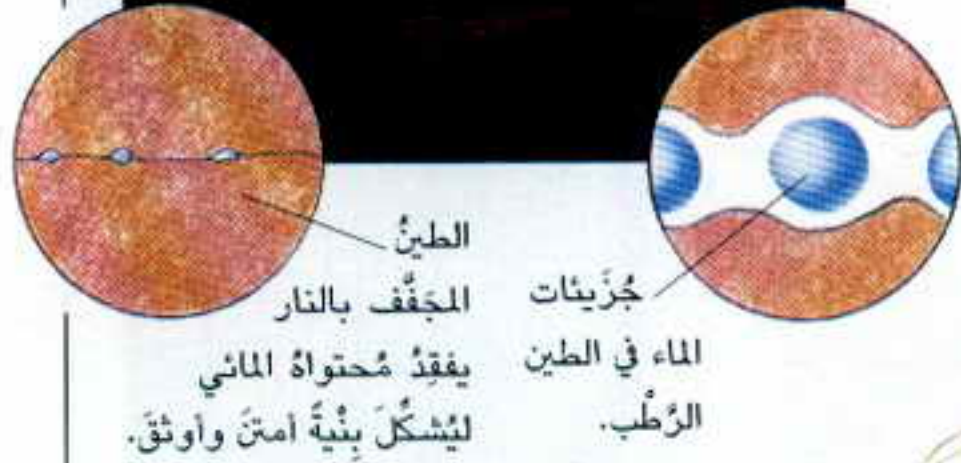 جُزَيئات
الماء في الطين
الرَّطْب.
الطينُ
المجَفَّف بالنار
يفقِدُ مُحتواهُ المائي
ليُشكِّلَ بِنْيةً أمتنَ وأوثقَ.